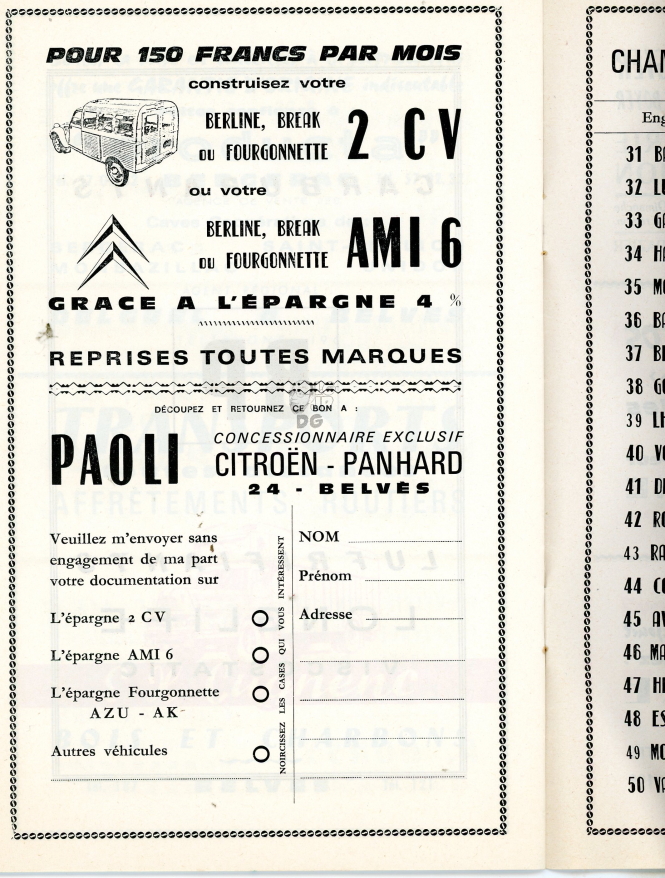 POUR 150 FRANCS PAR MOIS
construisez votre
BERLINE, BREAK
ou FOURGONNETTE
2 CV
ou votre
BERLINE, BREAK
ou FOURGONNETTE
AMI 6
GRACE A L'ÉPARGNE 4 %
REPRISES TOUTES MARQUES
DÉCOUPEZ ET RETOURNEZ CE BON A :
PAOLI
CONCESSIONNAIRE EXCLUSIF
CITROËN - PANHARD
24 - BELVÈS
Veuillez m'envoyer sans
engagement de ma part
votre documentation sur
L'épargne 2 CV
L'épargne AMI 6
L'épargne Fourgonnette
AZU - AK
Autres véhicules
NOIRCISSEZ LES CASES QUI VOUS INTÉRESSENT
NOM
Prénom
Adresse
31
32
33
34
35
36
37
38
39
40
41
42
43
44
45
46
47
48
49
50